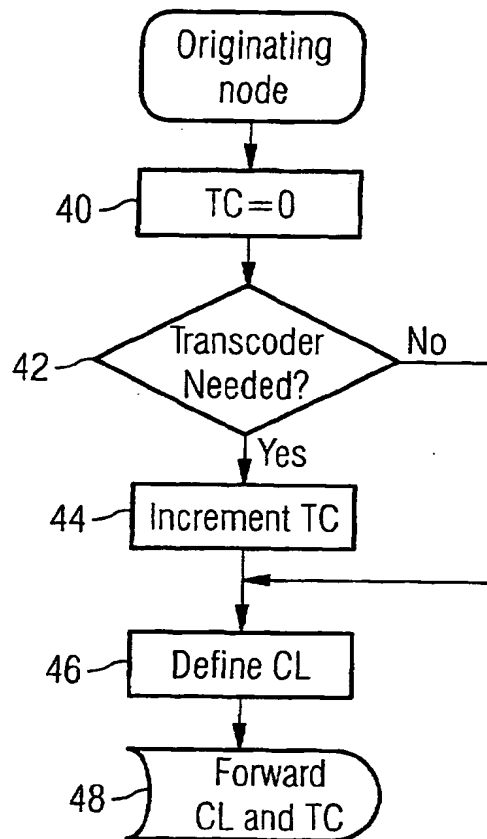 Originating
node
40
TC=0
42
Transcoder
Needed?
No
Yes
44
Increment TC
46
Define CL
48
Forward
CL and TC